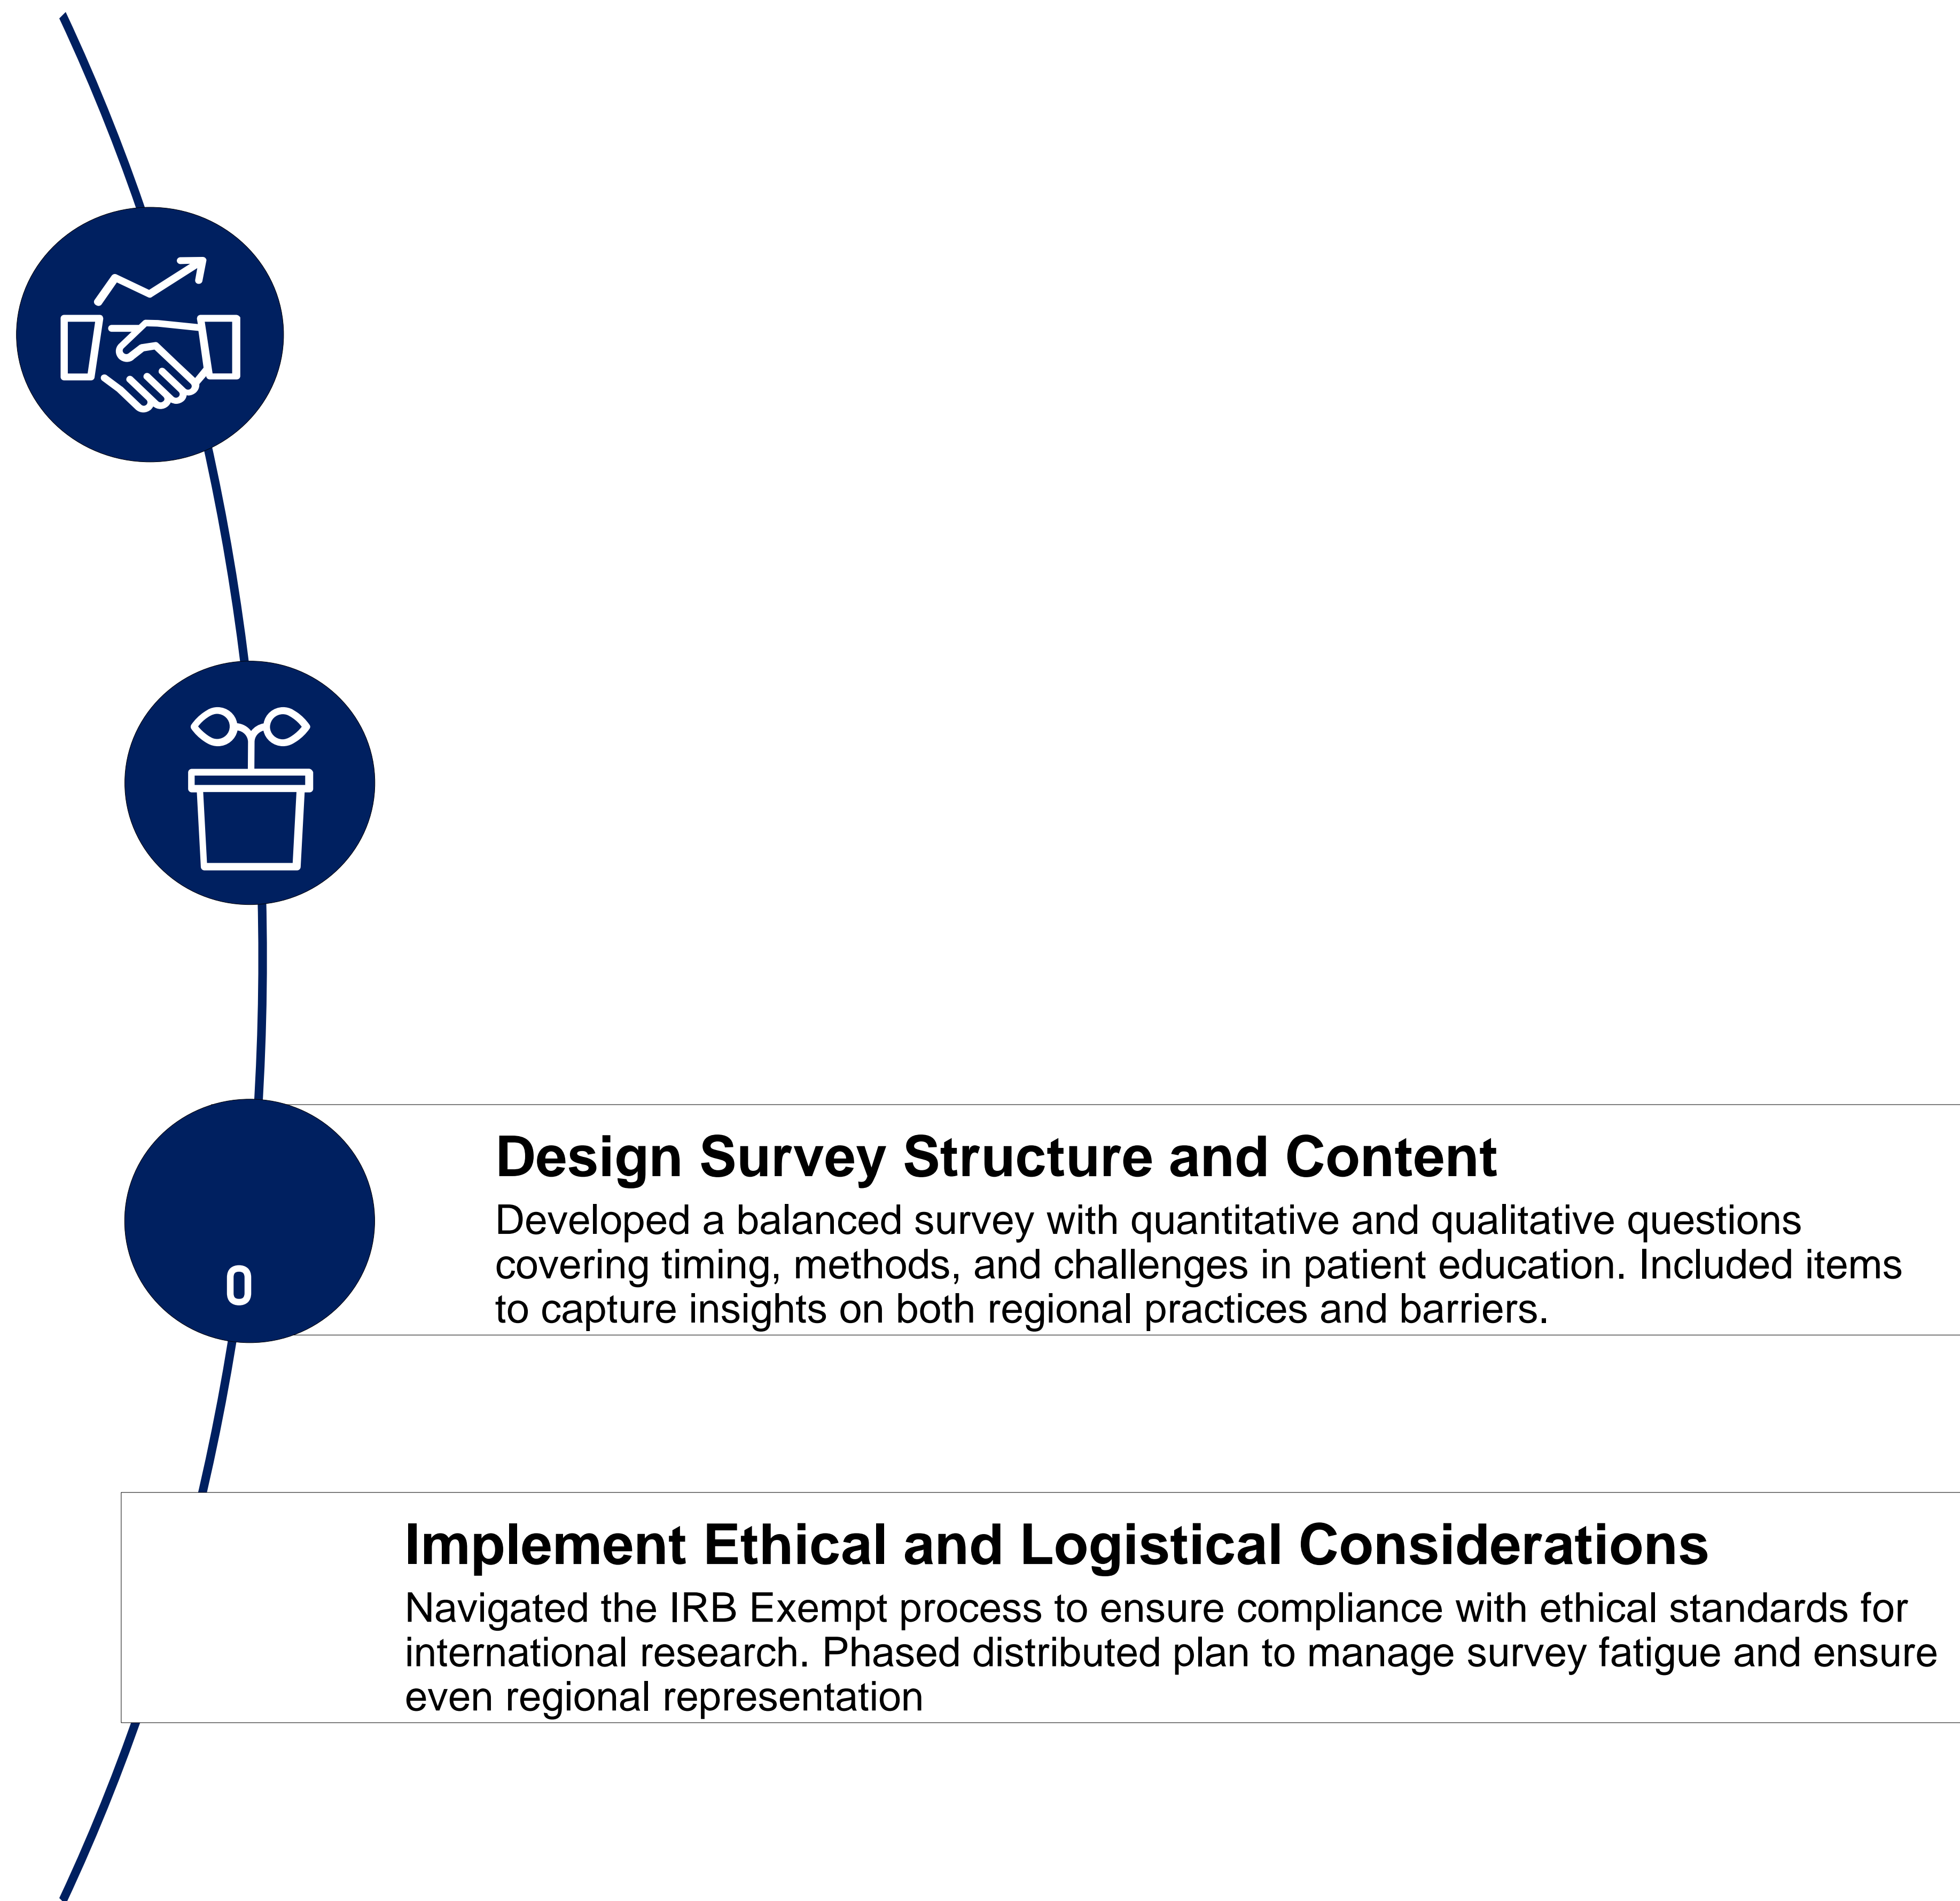 Design Survey Structure and Content
Developed a balanced survey with quantitative and qualitative questions
covering timing, methods, and challenges in patient education. Included items
to capture insights on both regional practices and barriers.
Implement Ethical and Logistical Considerations
Navigated the IRB Exempt process to ensure compliance with ethical standards for
international research. Phased distributed plan to manage survey fatigue and ensure
even regional representation